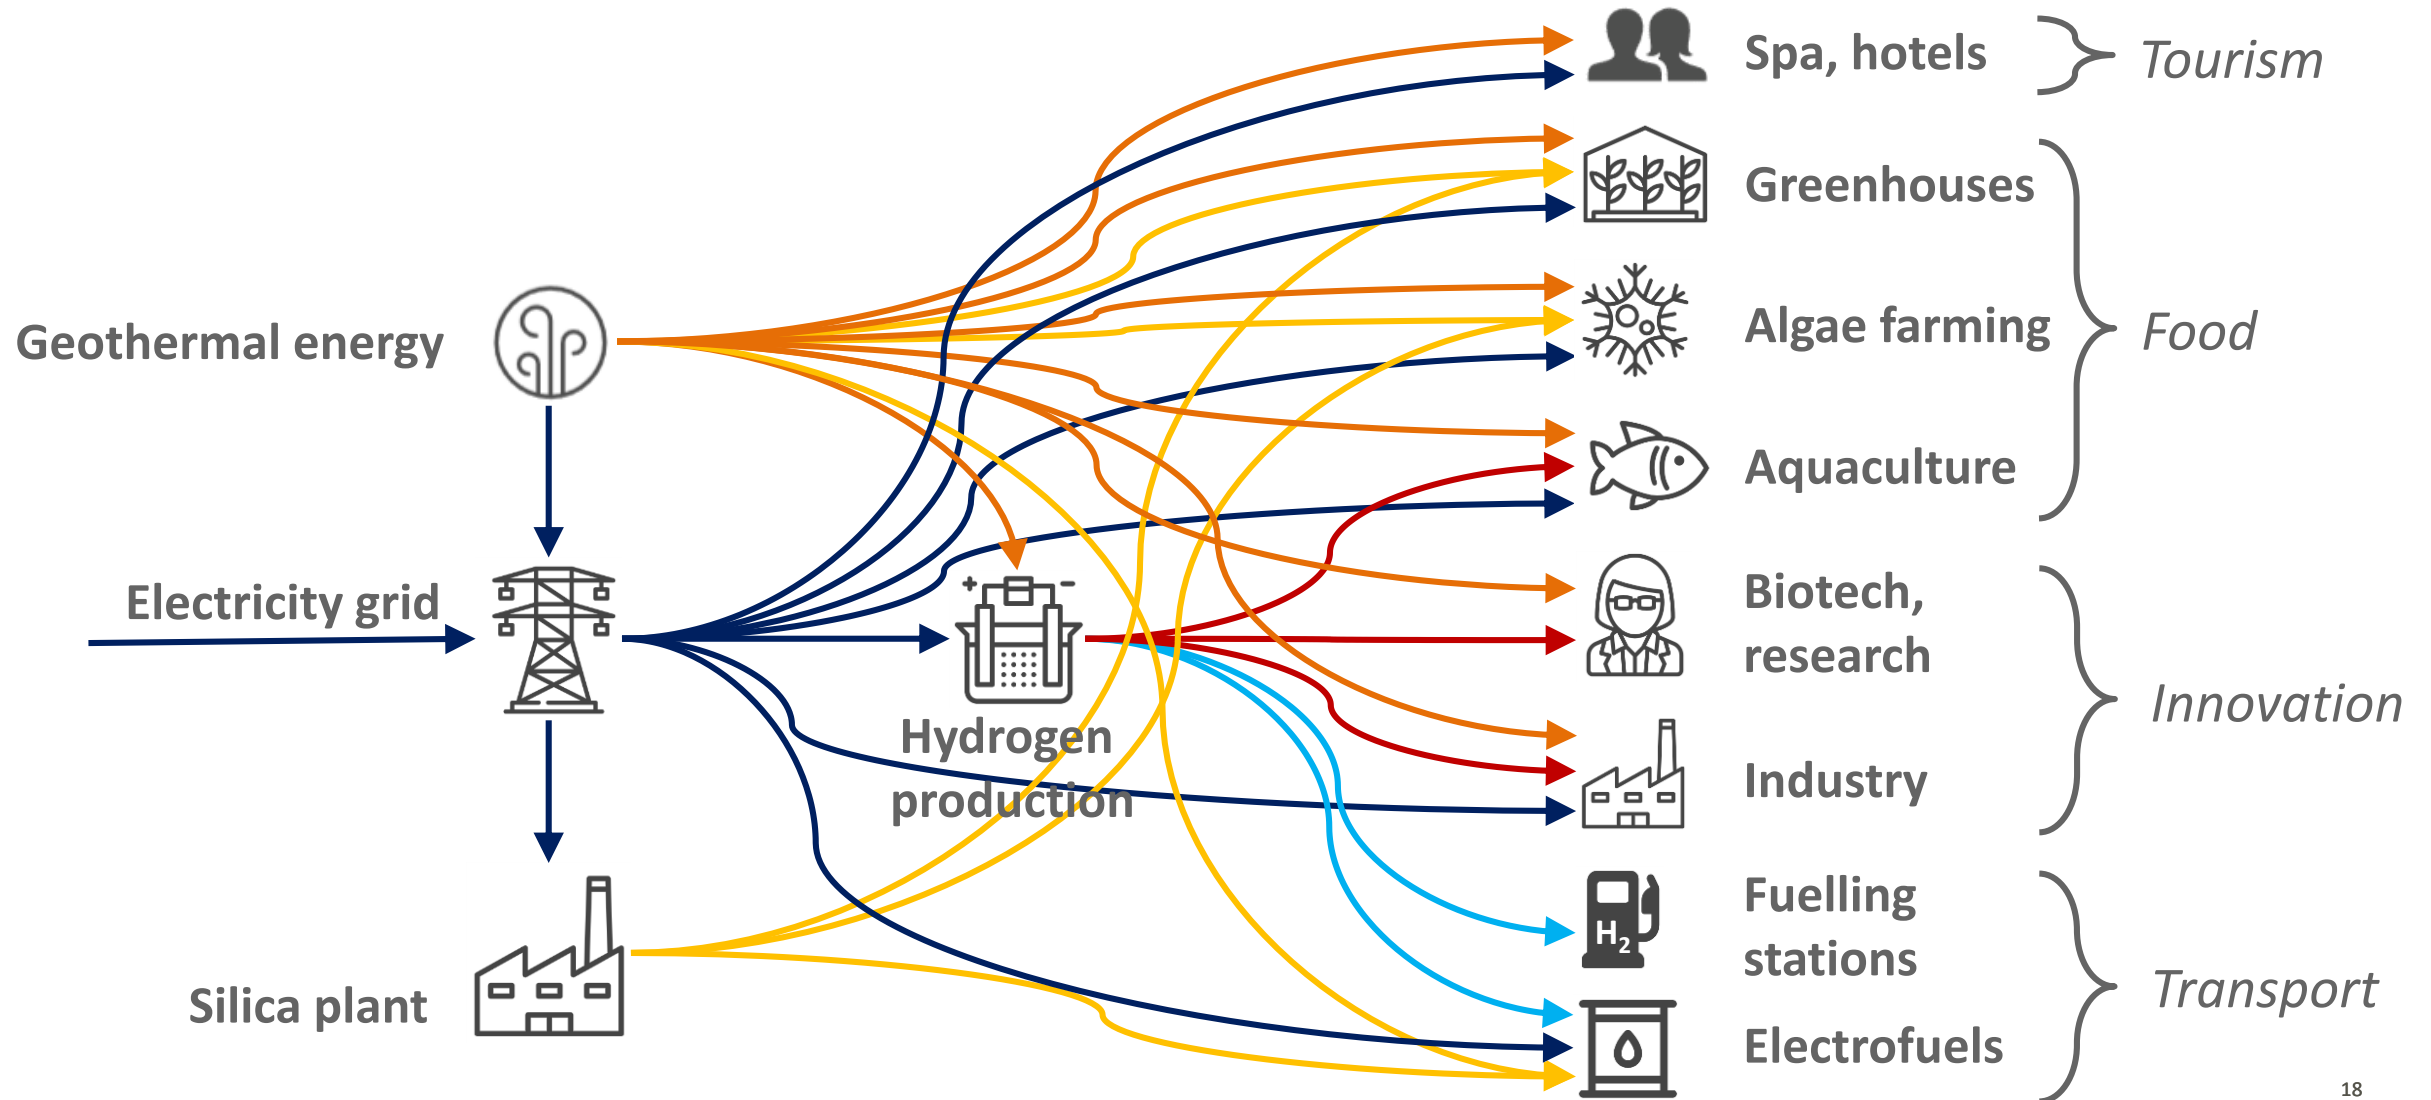 Spa, hotels
Tourism
Greenhouses
Geothermal energy
Algae farming
Food
Aquaculture
Electricity grid
+ −
Biotech,
research
Innovation
Hydrogen
production
Industry
Fuelling
stations
H2
Silica plant
Transport
Electrofuels
18